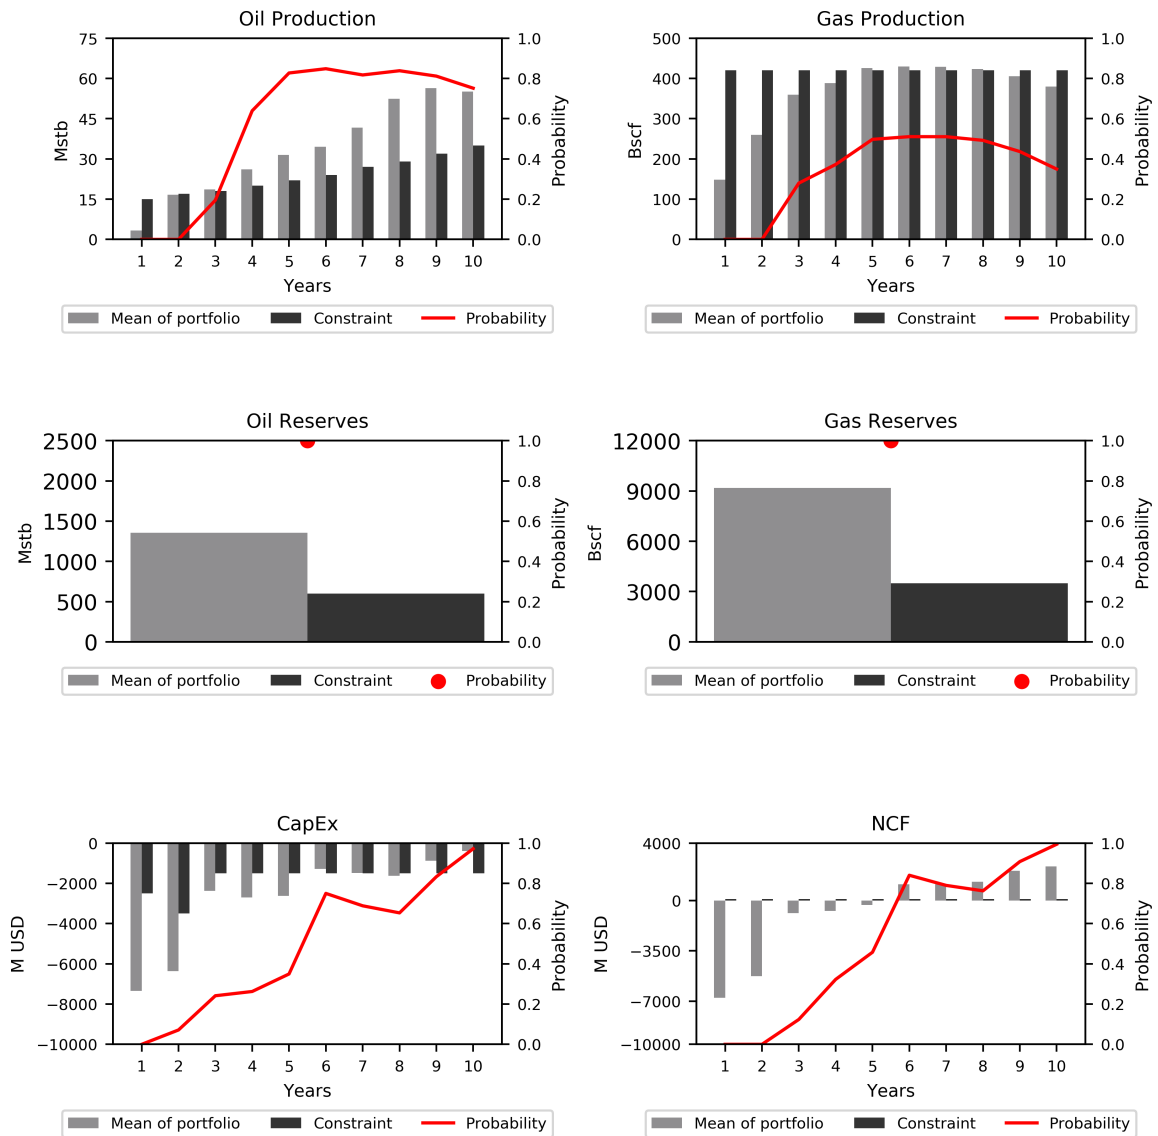 Oil Production
75
60
45
30
15
0
Mstb
1.0
0.8
0.6
0.4
0.2
0.0
Probability
1 2 3 4 5 6 7 8 9 10
Years
Mean of portfolio Constraint Probability
Gas Production
500
400
300
200
100
0
Bscf
1.0
0.8
0.6
0.4
0.2
0.0
Probability
1 2 3 4 5 6 7 8 9 10
Years
Mean of portfolio Constraint Probability
Oil Reserves
2500
2000
1500
1000
500
0
Mstb
1.0
0.8
0.6
0.4
0.2
0.0
Probability
Mean of portfolio Constraint Probability
Gas Reserves
12000
9000
6000
3000
0
Bscf
1.0
0.8
0.6
0.4
0.2
0.0
Probability
Mean of portfolio Constraint Probability
CapEx
0
−2000
−4000
−6000
−8000
−10000
M USD
1.0
0.8
0.6
0.4
0.2
0.0
Probability
1 2 3 4 5 6 7 8 9 10
Years
Mean of portfolio Constraint Probability
NCF
4000
0
−3500
−7000
−10000
M USD
1.0
0.8
0.6
0.4
0.2
0.0
Probability
1 2 3 4 5 6 7 8 9 10
Years
Mean of portfolio Constraint Probability